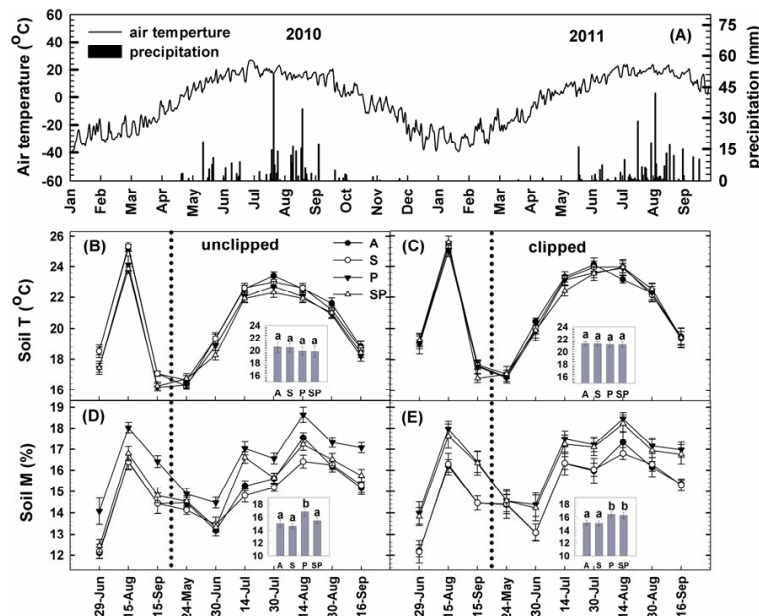 air temperture
precipitation
2010
2011
(A)
Air temperature (°C)
60
40
20
0
-20
-40
-60
precipitation (mm)
75
60
45
30
15
0
Jan Feb Mar Apr May Jun Jul Aug Sep Oct Nov Dec Jan Feb Mar Apr May Jun Jul Aug Sep
(B) unclipped
A
S
P
SP
(C) clipped
Soil T (°C)
26
24
22
20
18
16
24
22
20
18
16
a a a a
A S P SP
24
22
20
18
16
a a a a
A S P SP
(D)
(E)
Soil M (%)
19
18
17
16
15
14
13
12
18
16
14
12
10
a a b a
A S P SP
18
16
14
12
10
a a b b
A S P SP
29-Jun 15-Aug 15-Sep 24-May 30-Jun 14-Jul 30-Jul 14-Aug 30-Aug 16-Sep
29-Jun 15-Aug 15-Sep 24-May 30-Jun 14-Jul 30-Jul 14-Aug 30-Aug 16-Sep